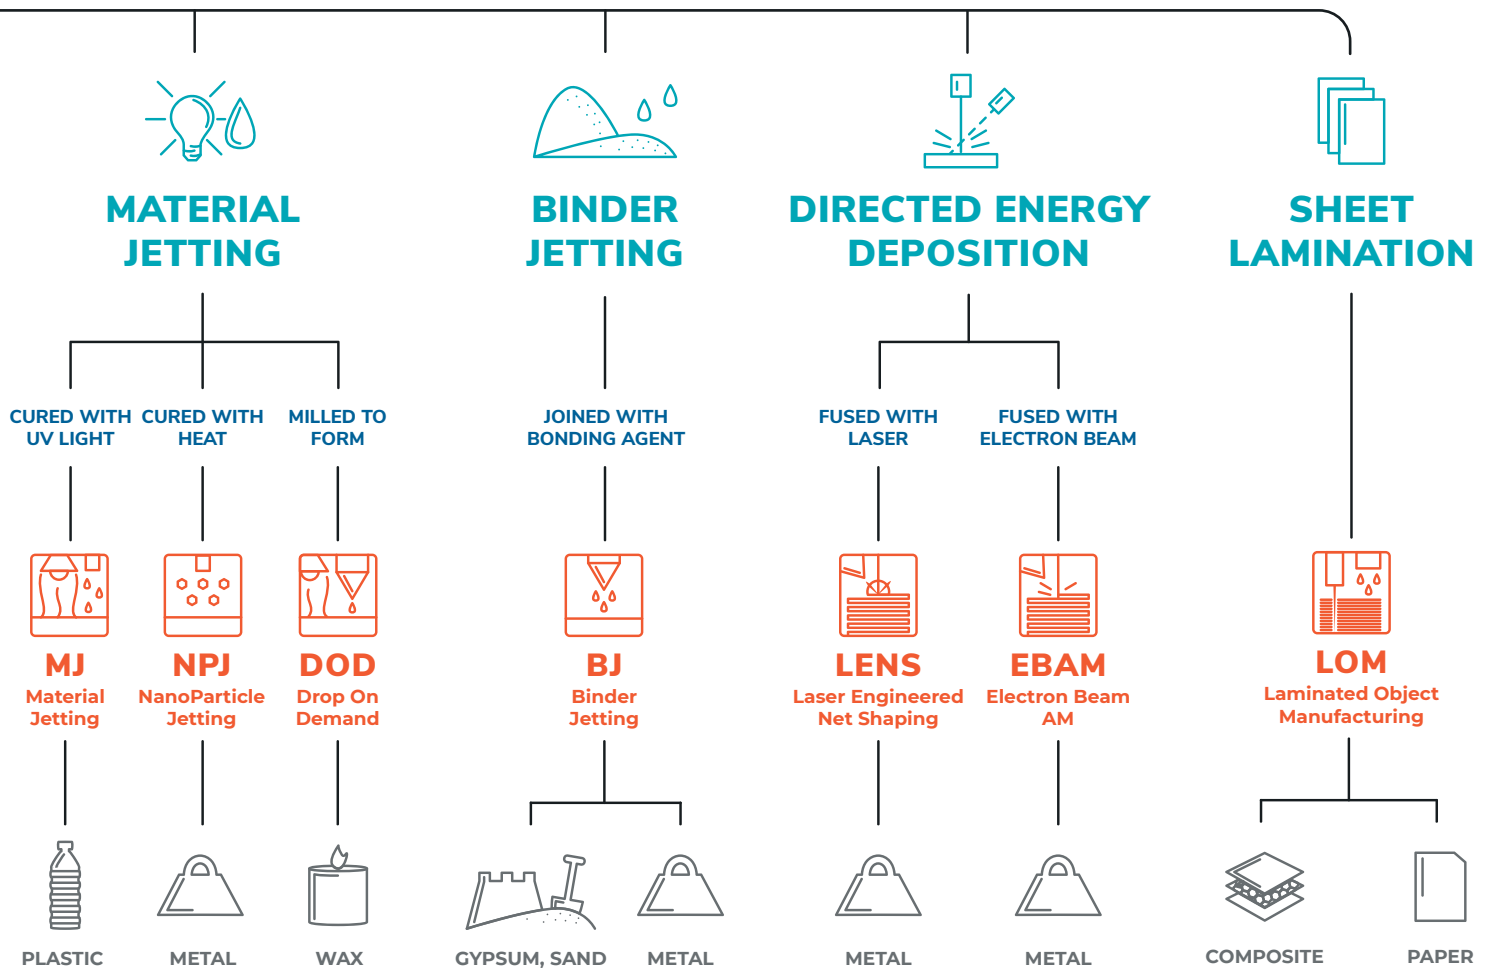 MATERIAL
JETTING
BINDER
JETTING
DIRECTED ENERGY
DEPOSITION
SHEET
LAMINATION
CURED WITH
UV LIGHT
CURED WITH
HEAT
MILLED TO
FORM
JOINED WITH
BONDING AGENT
FUSED WITH
LASER
FUSED WITH
ELECTRON BEAM
MJ
Material
Jetting
NPJ
NanoParticle
Jetting
DOD
Drop On
Demand
BJ
Binder
Jetting
LENS
Laser Engineered
Net Shaping
EBAM
Electron Beam
AM
LOM
Laminated Object
Manufacturing
PLASTIC
METAL
WAX
GYPSUM, SAND
METAL
METAL
METAL
COMPOSITE
PAPER